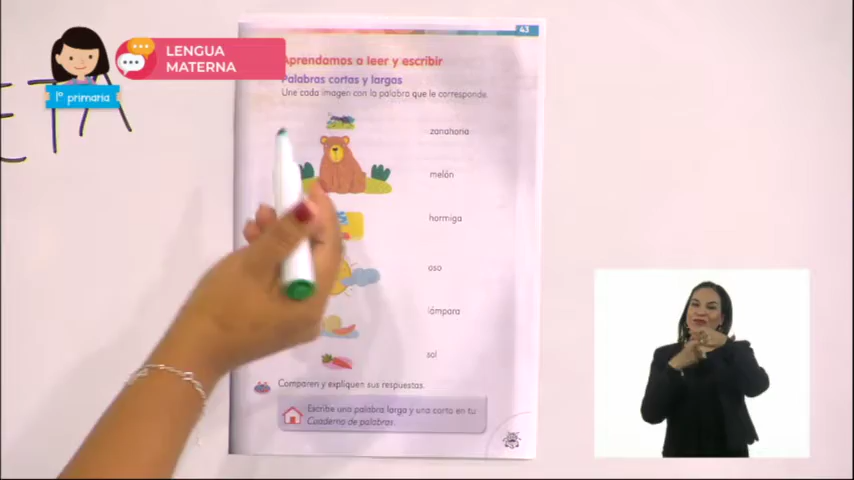 LENGUA
MATERNA
1° primaria
43
Aprendamos a leer y escribir
Palabras cortas y largas
Une cada imagen con la palabra que le corresponde.
zanahoria
melón
hormiga
oso
lámpara
sol
Comparen y expliquen sus respuestas.
Escribe una palabra larga y una corta en tu
Cuaderno de palabras.